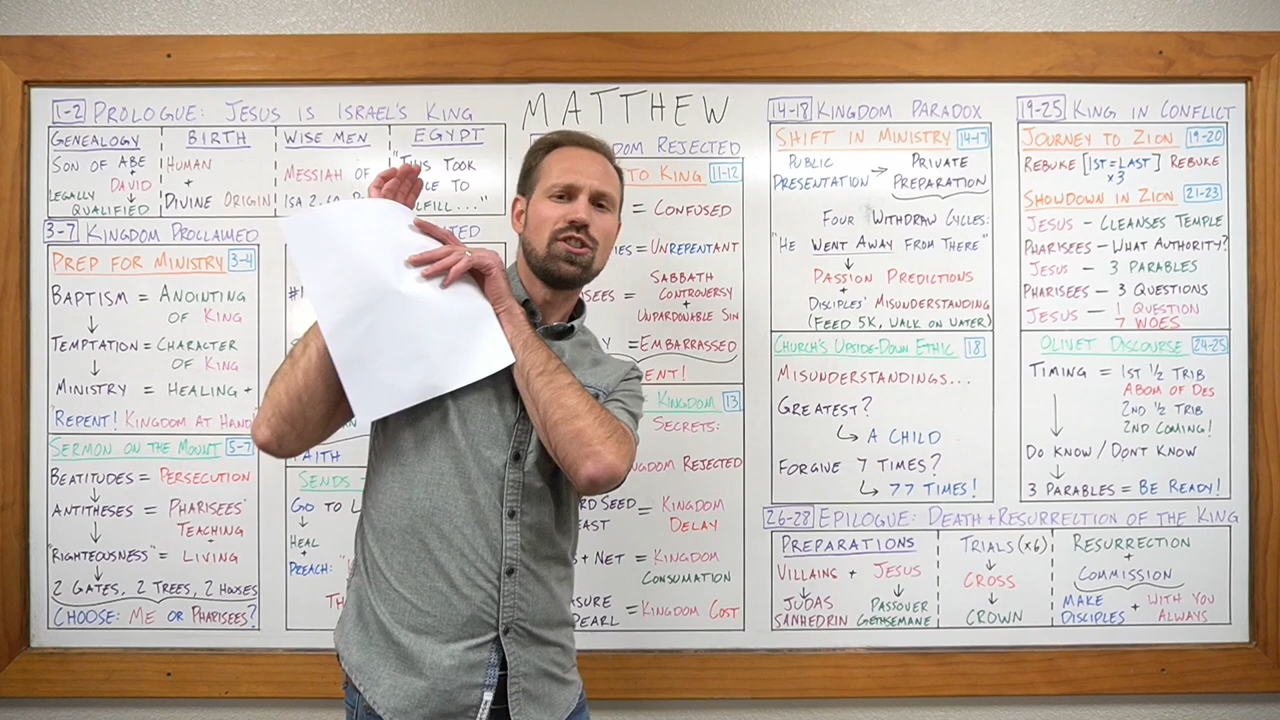 MATTHEW
1-2 PROLOGUE: JESUS IS ISRAEL'S KING
GENEALOGY
SON OF ABE
+ DAVID
LEGALLY
QUALIFIED
BIRTH
HUMAN
+
DIVINE ORIGIN
WISE MEN
MESSIAH OF
ISA
EGYPT
"THIS TOOK
TO
3-7 KINGDOM PROCLAIMED
PREP FOR MINISTRY 3-4
BAPTISM = ANOINTING
OF KING
TEMPTATION = CHARACTER
OF KING
MINISTRY = HEALING +
"REPENT! KINGDOM AT HAND"
SERMON ON THE MOUNT 5-7
BEATITUDES = PERSECUTION
ANTITHESES = PHARISEES'
TEACHING
"RIGHTEOUSNESS" = LIVING
2 GATES, 2 TREES, 2 HOUSES
CHOOSE: ME OR PHARISEES?
FAITH
SENDS
GO TO
HEAL
+
PREACH: "
REJECTED
TO KING 11-12
= CONFUSED
= UNREPENTANT
= SABBATH
CONTROVERSY
+
UNPARDONABLE SIN
= EMBARRASSED
KINGDOM 13
SECRETS:
REJECTED
SEED = KINGDOM
DELAY
+ NET = KINGDOM
CONSUMATION
PEARL = KINGDOM COST
14-18 KINGDOM PARADOX
SHIFT IN MINISTRY 14-17
PUBLIC → PRIVATE
PRESENTATION PREPARATION
FOUR WITHDRAW CYCLES:
"HE WENT AWAY FROM THERE"
PASSION PREDICTIONS
+
DISCIPLES' MISUNDERSTANDING
(FEED 5K, WALK ON WATER)
CHURCH'S UPSIDE-DOWN ETHIC 18
MISUNDERSTANDINGS...
GREATEST?
A CHILD
FORGIVE 7 TIMES?
77 TIMES!
19-25 KING IN CONFLICT
JOURNEY TO ZION 19-20
REBUKE [1ST = LAST] REBUKE
x3
SHOWDOWN IN ZION 21-23
JESUS - CLEANSES TEMPLE
PHARISEES - WHAT AUTHORITY?
JESUS - 3 PARABLES
PHARISEES - 3 QUESTIONS
JESUS - 1 QUESTION
7 WOES
OLIVET DISCOURSE 24-25
TIMING = 1ST 1/2 TRIB
ABOM OF DES
2ND 1/2 TRIB
2ND COMING!
DO KNOW / DON'T KNOW
3 PARABLES = BE READY!
26-28 EPILOGUE: DEATH + RESURRECTION OF THE KING
PREPARATIONS
VILLAINS + JESUS
JUDAS PASSOVER
SANHEDRIN GETHSEMANE
TRIALS (x6)
CROSS
CROWN
RESURRECTION
+
COMMISSION
MAKE + WITH YOU
DISCIPLES ALWAYS